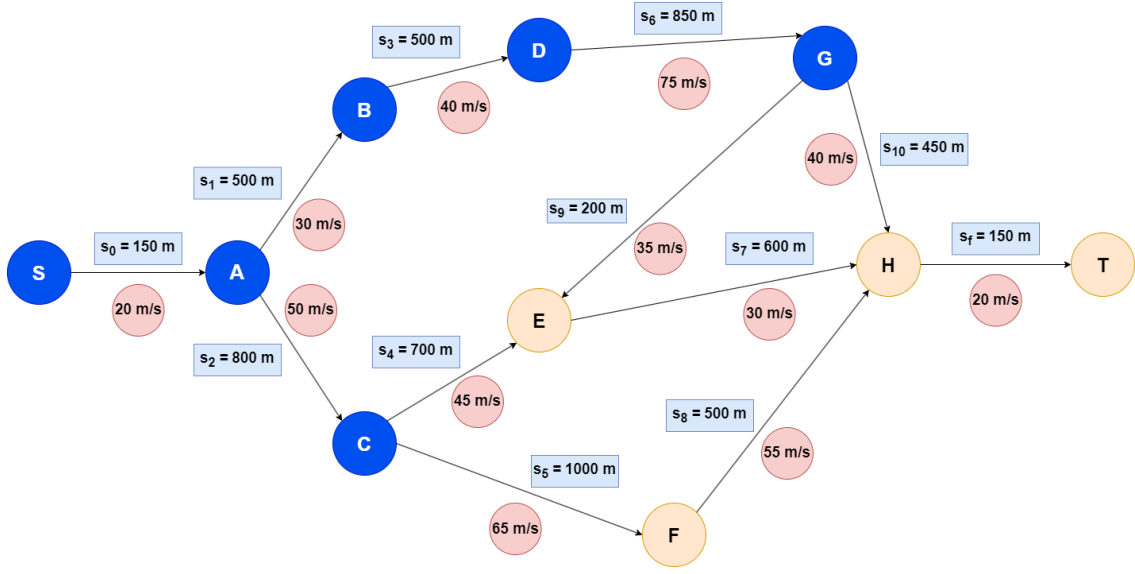 s6 = 850 m
s3 = 500 m
D
G
75 m/s
B
40 m/s
40 m/s
s10 = 450 m
s1 = 500 m
s9 = 200 m
30 m/s
35 m/s
s7 = 600 m
sf = 150 m
s0 = 150 m
S
A
H
T
20 m/s
50 m/s
E
30 m/s
20 m/s
s2 = 800 m
s4 = 700 m
45 m/s
s8 = 500 m
C
55 m/s
s5 = 1000 m
65 m/s
F